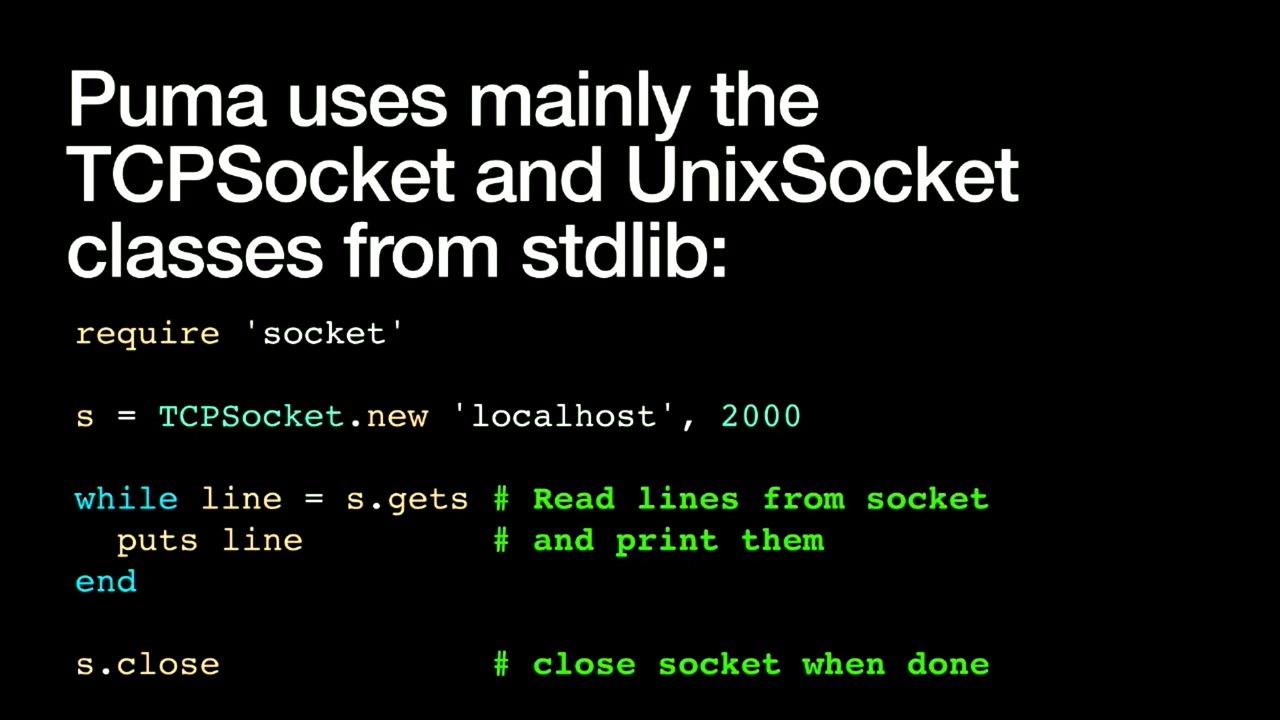 Puma uses mainly the
TCPSocket and UnixSocket
classes from stdlib:
require 'socket'
s = TCPSocket.new 'localhost', 2000
while line = s.gets # Read lines from socket
  puts line         # and print them
end
s.close             # close socket when done